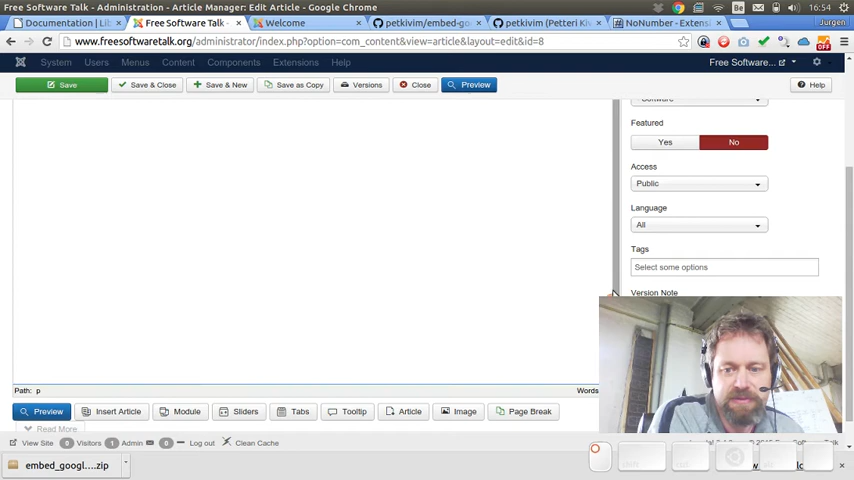 Free Software Talk - Administration - Article Manager: Edit Article - Google Chrome
Be
16:54
Documentation | Lib
Free Software Talk -
Welcome
petkivim/embed-go
petkivim (Petteri Ki
NoNumber - Extens
Jurgen
www.freesoftwaretalk.org/administrator/index.php?option=com_content&view=article&layout=edit&id=8
OFF
System
Users
Menus
Content
Components
Extensions
Help
Free Software...
Save
Save & Close
Save & New
Save as Copy
Versions
Close
Preview
Help
Software
Featured
Yes
No
Access
Public
Language
All
Tags
Select some options
Version Note
Path: p
Words
Preview
Insert Article
Module
Sliders
Tabs
Tooltip
Article
Image
Page Break
Read More
View Site
0
Visitors
1
Admin
0
Log out
Clean Cache
embed_googl....zip